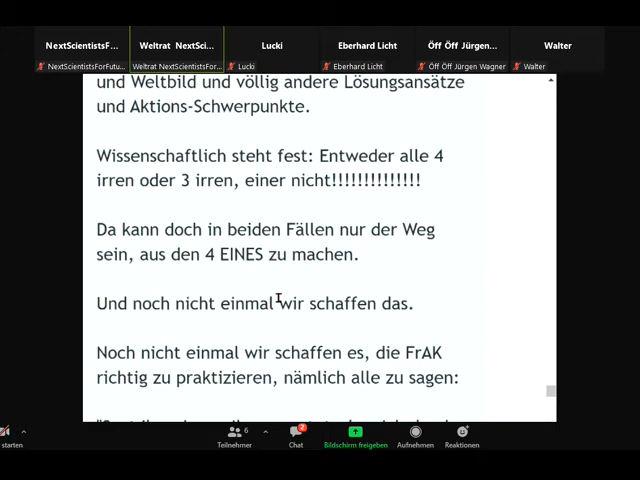 NextScientistsF...
Weltrat NextSci...
Lucki
Eberhard Licht
Öff Öff Jürgen...
Walter
NextScientistsForFutu...
Weltrat NextScientistsFor...
Lucki
Eberhard Licht
Öff Öff Jürgen Wagner
Walter
und Weltbild und völlig andere Lösungsansätze
und Aktions-Schwerpunkte.
Wissenschaftlich steht fest: Entweder alle 4
irren oder 3 irren, einer nicht!!!!!!!!!!!!!!
Da kann doch in beiden Fällen nur der Weg
sein, aus den 4 EINES zu machen.
Und noch nicht einmal wir schaffen das.
Noch nicht einmal wir schaffen es, die FrAK
richtig zu praktizieren, nämlich alle zu sagen:
starten
Teilnehmer
6
Chat
2
Bildschirm freigeben
Aufnehmen
Reaktionen